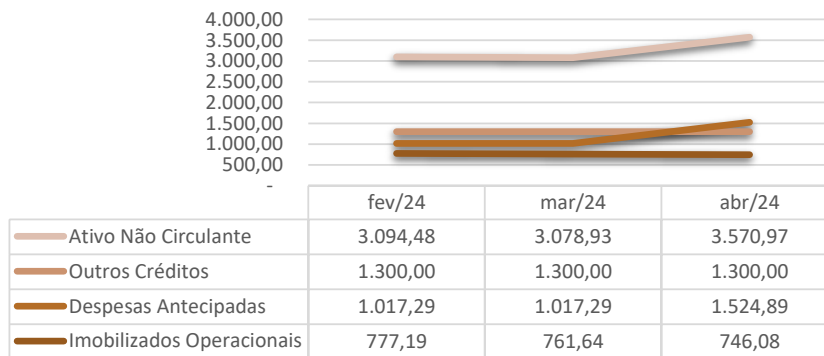 4.000,00
3.500,00
3.000,00
2.500,00
2.000,00
1.500,00
1.000,00
500,00
-
fev/24 mar/24 abr/24
Ativo Não Circulante 3.094,48 3.078,93 3.570,97
Outros Créditos 1.300,00 1.300,00 1.300,00
Despesas Antecipadas 1.017,29 1.017,29 1.524,89
Imobilizados Operacionais 777,19 761,64 746,08